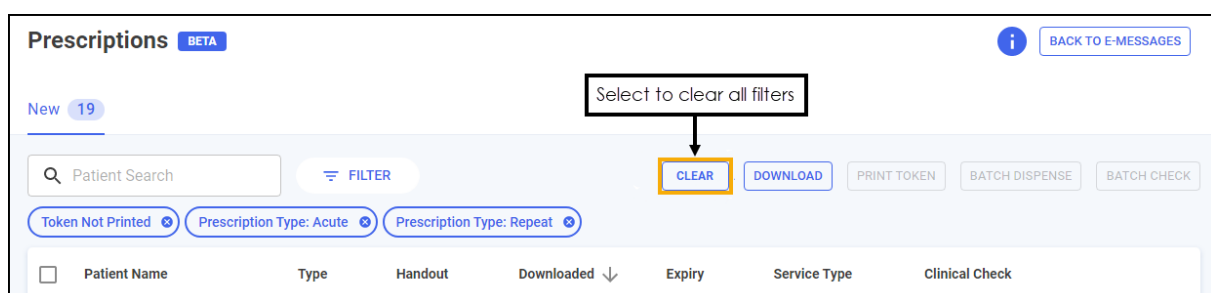 Prescriptions BETA
i BACK TO E-MESSAGES
Select to clear all filters
New 19
Patient Search FILTER CLEAR DOWNLOAD PRINT TOKEN BATCH DISPENSE BATCH CHECK
Token Not Printed Prescription Type: Acute Prescription Type: Repeat
Patient Name Type Handout Downloaded Expiry Service Type Clinical Check